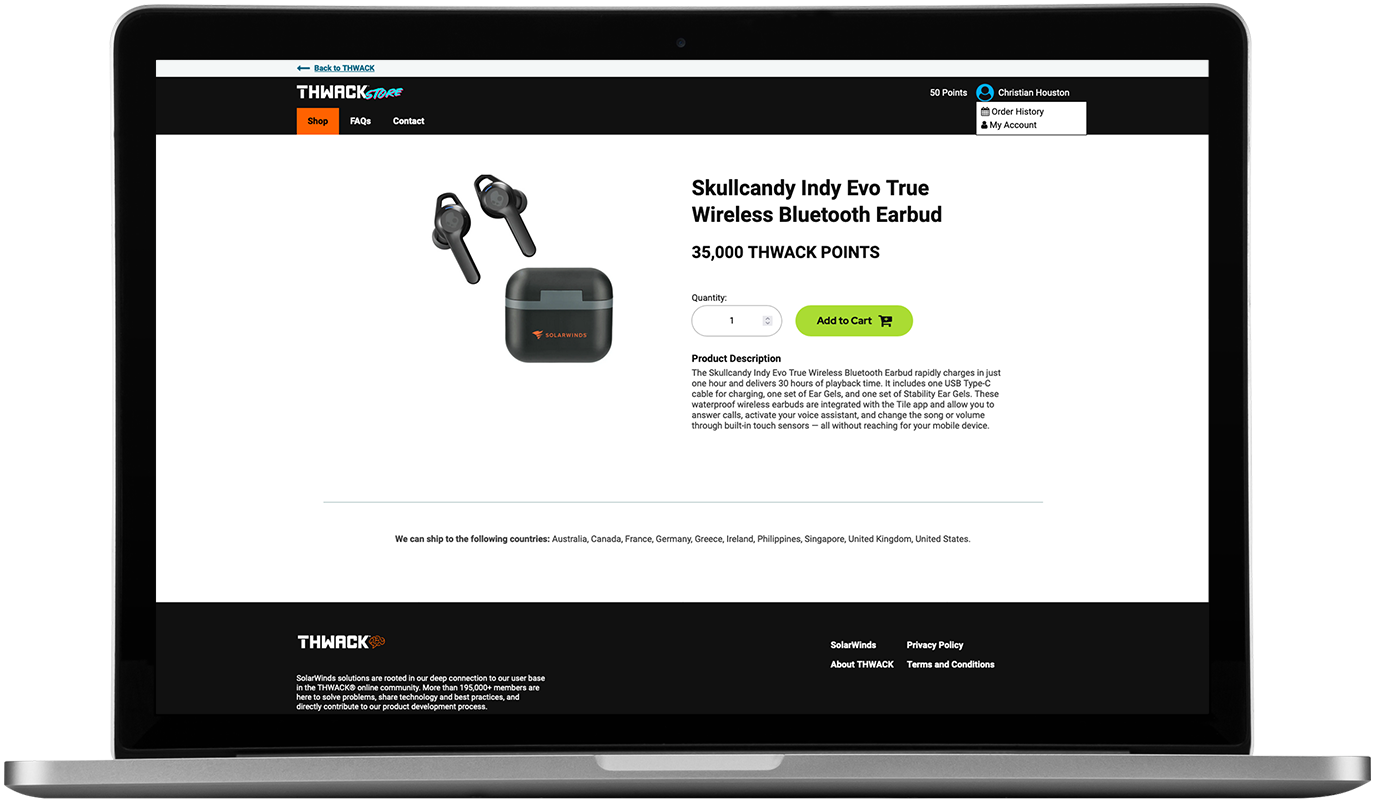 Back to THWACK
THWACK STORE
50 Points
Christian Houston
Order History
My Account
Shop
FAQs
Contact
Skullcandy Indy Evo True
Wireless Bluetooth Earbud
35,000 THWACK POINTS
Quantity:
1
Add to Cart
SOLARWINDS
Product Description
The Skullcandy Indy Evo True Wireless Bluetooth Earbud rapidly charges in just
one hour and delivers 30 hours of playback time. It includes one USB Type-C
cable for charging, one set of Ear Gels, and one set of Stability Ear Gels. These
waterproof wireless earbuds are integrated with the Tile app and allow you to
answer calls, activate your voice assistant, and change the song or volume
through built-in touch sensors — all without reaching for your mobile device.
We can ship to the following countries: Australia, Canada, France, Germany, Greece, Ireland, Philippines, Singapore, United Kingdom, United States.
THWACK
SolarWinds solutions are rooted in our deep connection to our user base
in the THWACK® online community. More than 195,000+ members are
here to solve problems, share technology and best practices, and
directly contribute to our product development process.
SolarWinds
Privacy Policy
About THWACK
Terms and Conditions